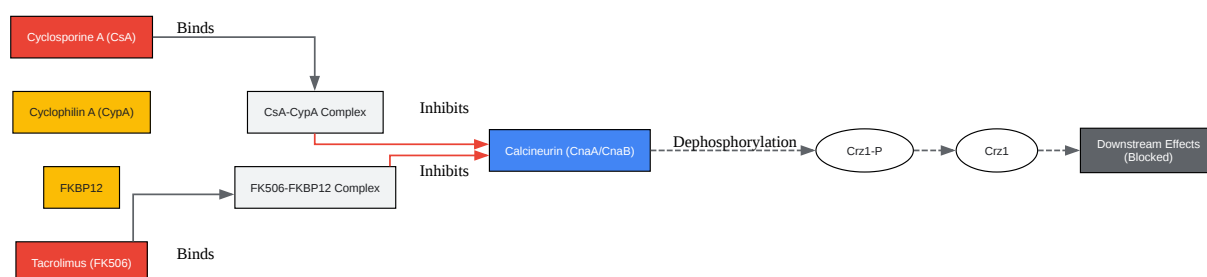 Cyclosporine A (CsA)
Binds
Cyclophilin A (CypA)
CsA-CypA Complex
Inhibits
Calcineurin (CnaA/CnaB)
Dephosphorylation
Crz1-P
Crz1
Downstream Effects
(Blocked)
Inhibits
FKBP12
FK506-FKBP12 Complex
Tacrolimus (FK506)
Binds